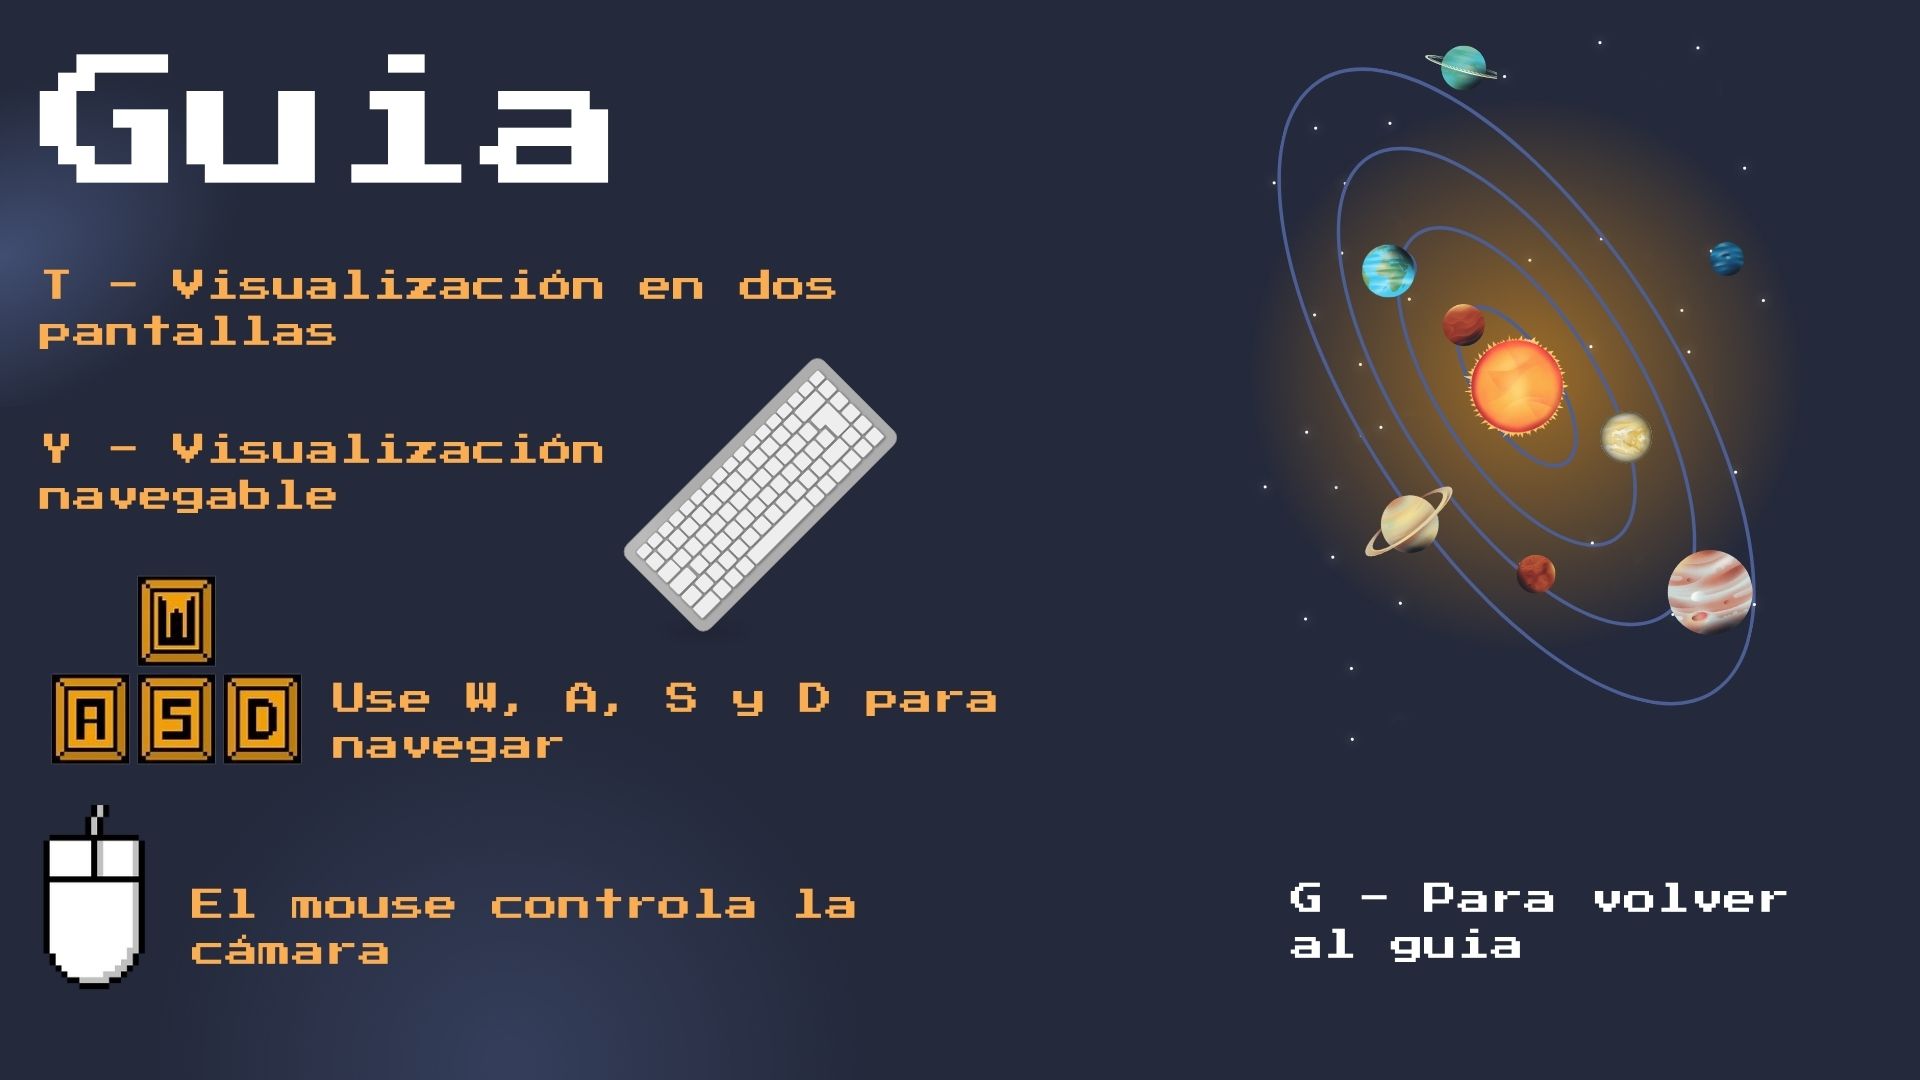 Guia
T - Visualización en dos
pantallas
Y - Visualización
navegable
W
A S D
Use W, A, S y D para
navegar
El mouse controla la
cámara
G - Para volver
al guia